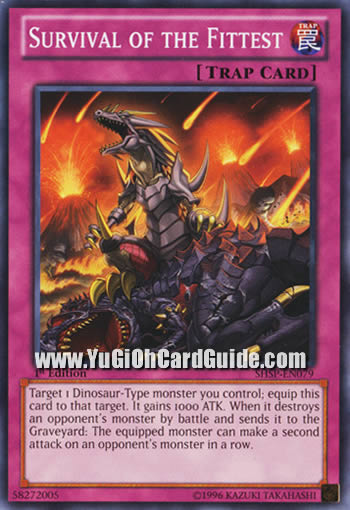 Survival of the Fittest
TRAP
罠
[Trap Card]
www.YuGiOhCardGuide.com
1st Edition
SHSP-EN079
Target 1 Dinosaur-Type monster you control; equip
this card to that target. It gains 1000 ATK. When it destroys
an opponent's monster by battle and sends it to the
Graveyard: The equipped monster can make a second
attack on an opponent's monster in a row.
58272005
©1996 KAZUKI TAKAHASHI